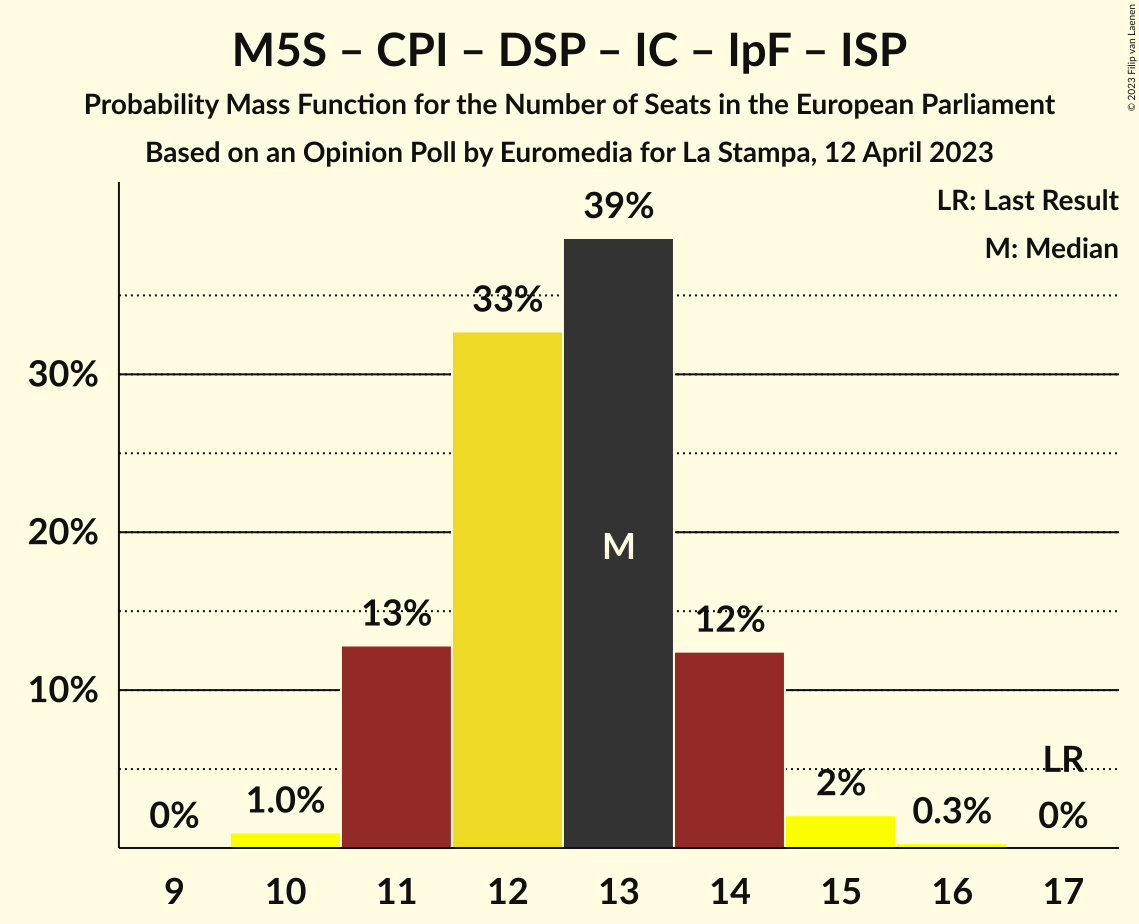 M5S – CPI – DSP – IC – IpF – ISP
Probability Mass Function for the Number of Seats in the European Parliament
Based on an Opinion Poll by Euromedia for La Stampa, 12 April 2023
© 2023 Filip van Laenen
LR: Last Result
M: Median
30%
20%
10%
0%
1.0%
13%
33%
39%
M
12%
2%
0.3%
LR
0%
9 10 11 12 13 14 15 16 17